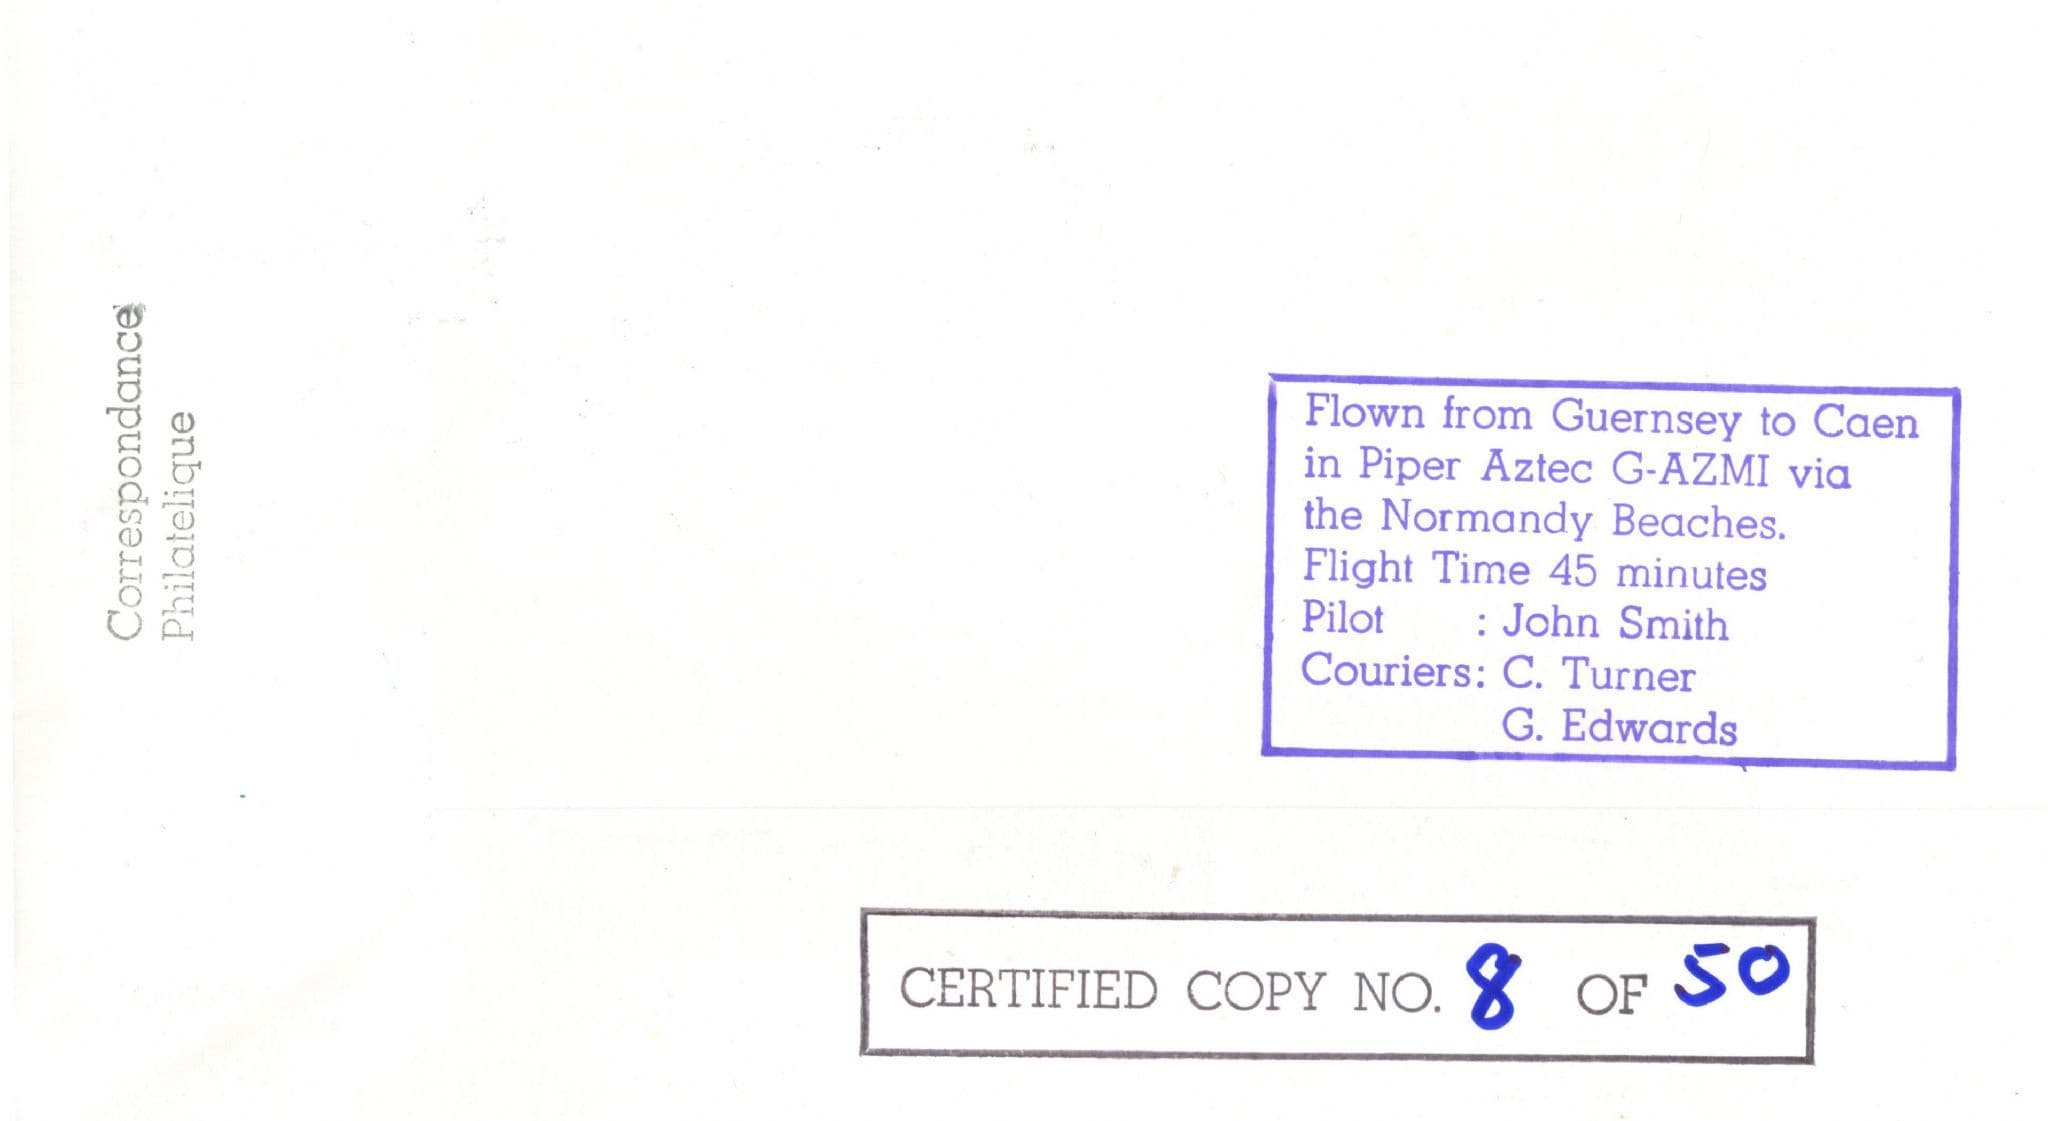 Correspondance
Philatelique
Flown from Guernsey to Caen
in Piper Aztec G-AZMI via
the Normandy Beaches.
Flight Time 45 minutes
Pilot : John Smith
Couriers: C. Turner
G. Edwards
CERTIFIED COPY NO. 8 OF 50